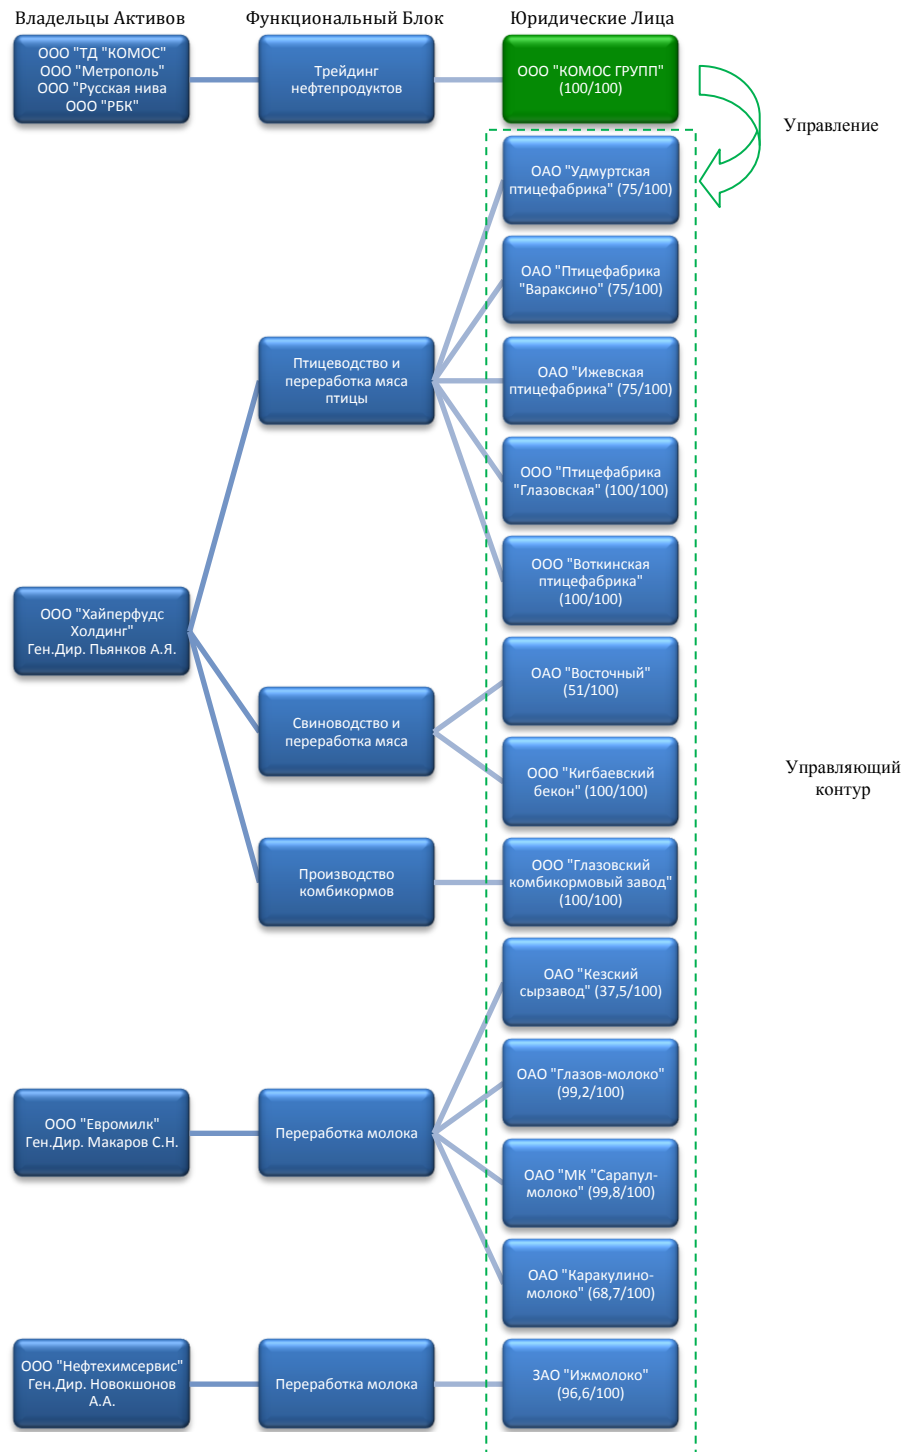 Владельцы Активов
Функциональный Блок
Юридические Лица
ООО "ТД "КОМОС"
ООО "Метрополь"
ООО "Русская нива
ООО "РБК"
Трейдинг
нефтепродуктов
ООО "КОМОС ГРУПП"
(100/100)
Управление
ОАО "Удмуртская
птицефабрика" (75/100)
ОАО "Птицефабрика
"Вараксино" (75/100)
Птицеводство и
переработка мяса
птицы
ОАО "Ижевская
птицефабрика" (75/100)
ООО "Птицефабрика
"Глазовская" (100/100)
ООО "Воткинская
птицефабрика"
(100/100)
ООО "Хайперфудс
Холдинг"
Ген.Дир. Пьянков А.Я.
ОАО "Восточный"
(51/100)
Свиноводство и
переработка мяса
ООО "Кигбаевский
бекон" (100/100)
Управляющий
контур
Производство
комбикормов
ООО "Глазовский
комбикормовый завод"
(100/100)
ОАО "Кезский
сырзавод" (37,5/100)
ОАО "Глазов-молоко"
(99,2/100)
ООО "Евромилк"
Ген.Дир. Макаров С.Н.
Переработка молока
ОАО "МК "Сарапул-
молоко" (99,8/100)
ОАО "Каракулино-
молоко" (68,7/100)
ООО "Нефтехимсервис"
Ген.Дир. Новокшонов
А.А.
Переработка молока
ЗАО "Ижмолоко"
(96,6/100)